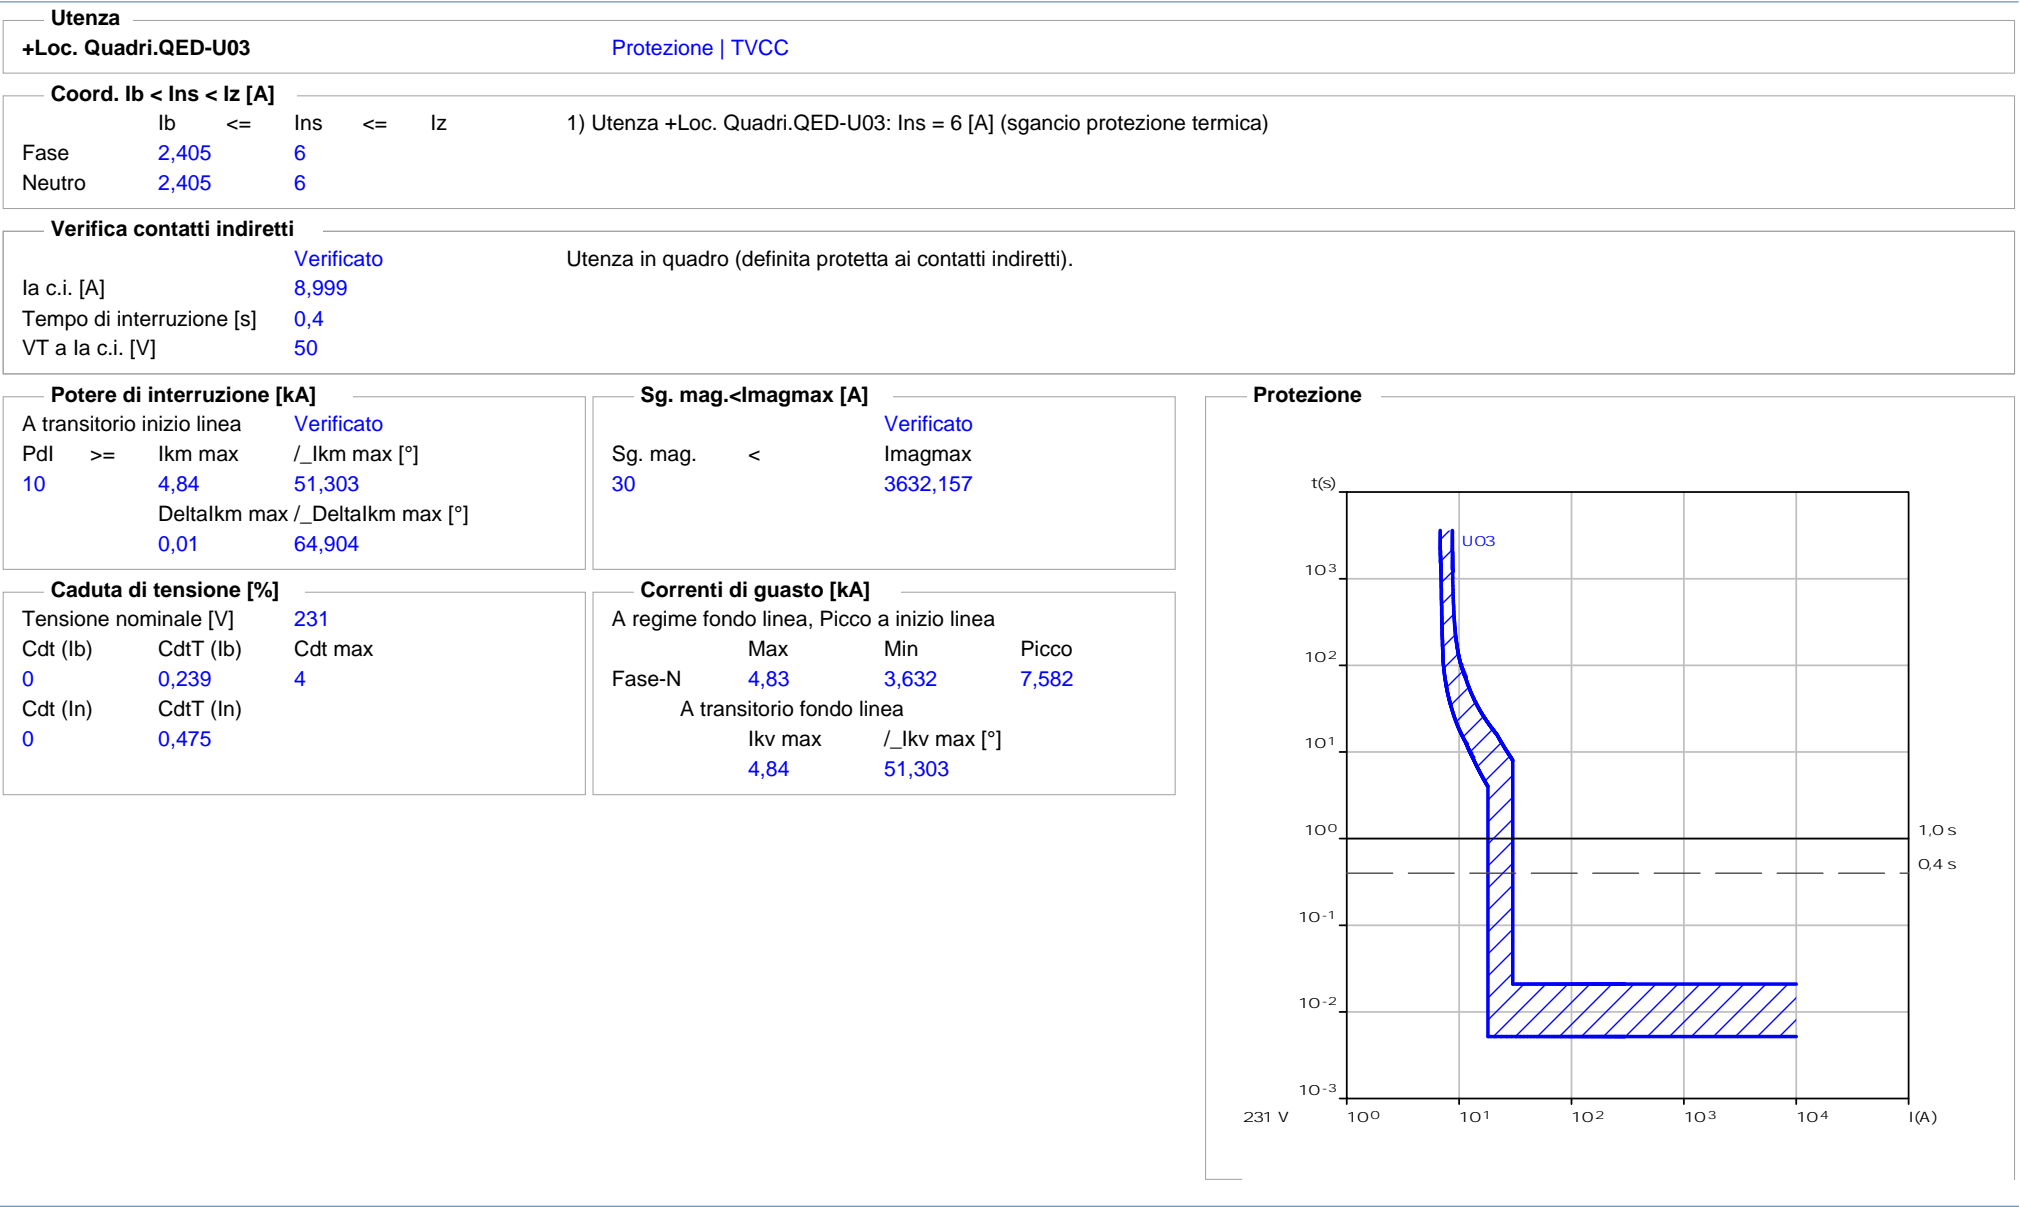 Utenza
+Loc. Quadri.QED-U03 Protezione | TVCC
Coord. Ib < Ins < Iz [A]
Ib <= Ins <= Iz 1) Utenza +Loc. Quadri.QED-U03: Ins = 6 [A] (sgancio protezione termica)
Fase 2,405 6
Neutro 2,405 6
Verifica contatti indiretti
Verificato Utenza in quadro (definita protetta ai contatti indiretti).
Ia c.i. [A] 8,999
Tempo di interruzione [s] 0,4
VT a Ia c.i. [V] 50
Potere di interruzione [kA]
A transitorio inizio linea Verificato
PdI >= Ikm max /_Ikm max [°]
10 4,84 51,303
DeltaIkm max /_DeltaIkm max [°]
0,01 64,904
Sg. mag.<Imagmax [A]
Verificato
Sg. mag. < Imagmax
30 3632,157
Caduta di tensione [%]
Tensione nominale [V] 231
Cdt (Ib) CdtT (Ib) Cdt max
0 0,239 4
Cdt (In) CdtT (In)
0 0,475
Correnti di guasto [kA]
A regime fondo linea, Picco a inizio linea
Max Min Picco
Fase-N 4,83 3,632 7,582
A transitorio fondo linea
Ikv max /_Ikv max [°]
4,84 51,303
Protezione
t(s)
U03
10³
10²
10¹
10⁰ 1,0 s
0,4 s
10-1
10-2
10-3
231 V 10⁰ 10¹ 10² 10³ 10⁴ I(A)